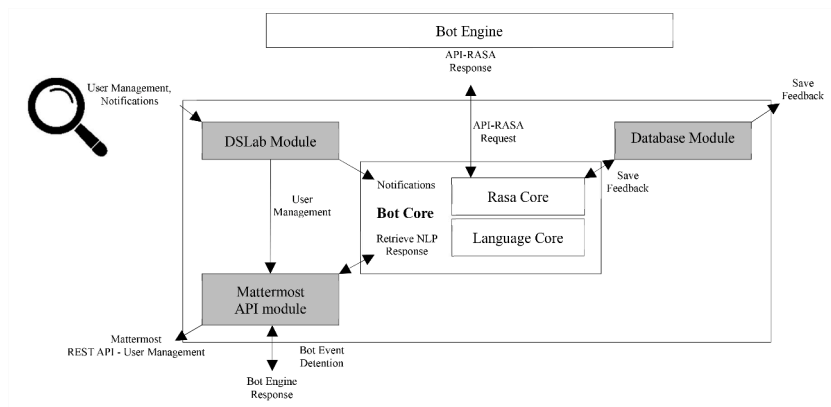 Bot Engine
API-RASA
Response
User Management,
Notifications
Save
Feedback
API-RASA
Request
DSLab Module
Database Module
Notifications
Save
Feedback
Rasa Core
User
Management
Bot Core
Retrieve NLP
Response
Language Core
Mattermost
API module
Mattermost
REST API - User Management
Bot Event
Detention
Bot Engine
Response